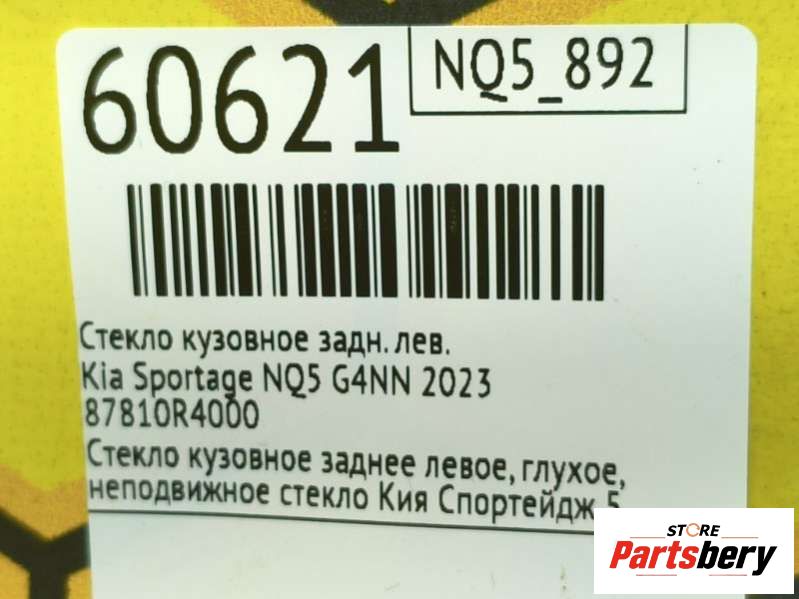 60621
NQ5_892
Стекло кузовное задн. лев.
Kia Sportage NQ5 G4NN 2023
87810R4000
Стекло кузовное заднее левое, глухое,
неподвижное стекло Кия Спортейдж 5
STORE
Partsbery